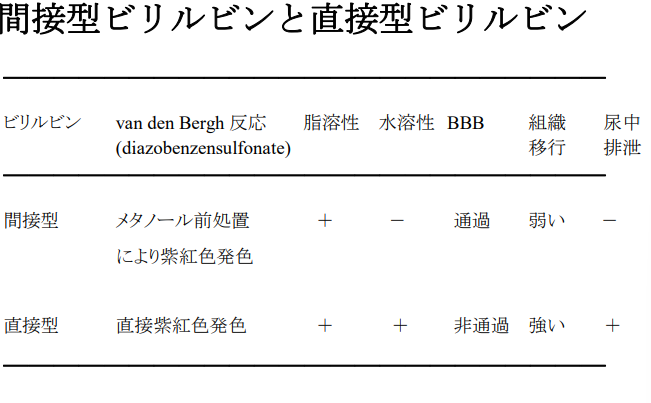 間接型ビリルビンと直接型ビリルビン
ビリルビン van den Bergh 反応 脂溶性 水溶性 BBB 組織 尿中
(diazobenzensulfonate) 移行 排泄
間接型 メタノール前処置 ＋ － 通過 弱い －
により紫紅色発色
直接型 直接紫紅色発色 ＋ ＋ 非通過 強い ＋